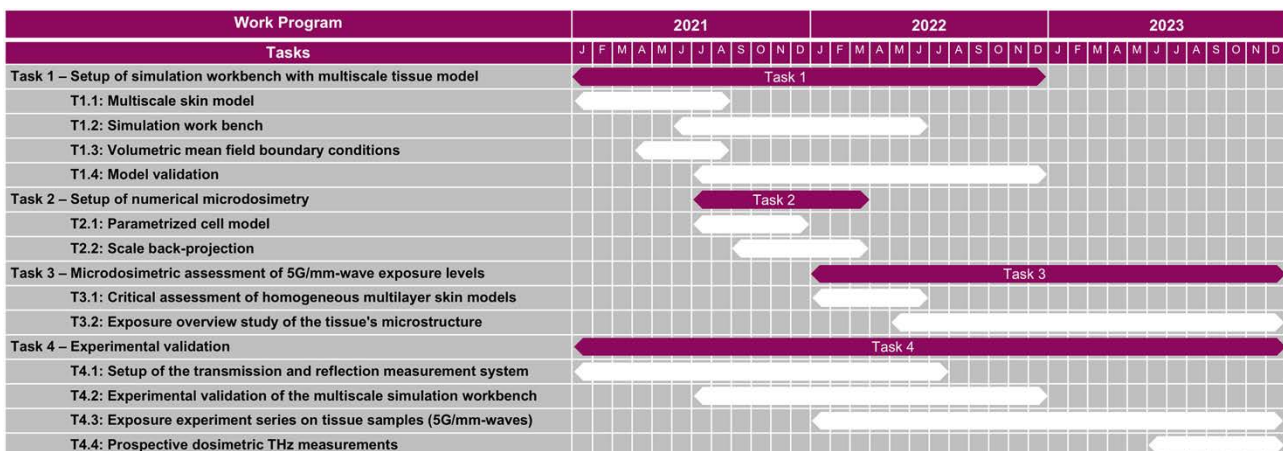 Work Program 2021 2022 2023
Tasks J F M A M J J A S O N D J F M A M J J A S O N D J F M A M J J A S O N D
Task 1 – Setup of simulation workbench with multiscale tissue model Task 1
T1.1: Multiscale skin model
T1.2: Simulation work bench
T1.3: Volumetric mean field boundary conditions
T1.4: Model validation
Task 2 – Setup of numerical microdosimetry Task 2
T2.1: Parametrized cell model
T2.2: Scale back-projection
Task 3 – Microdosimetric assessment of 5G/mm-wave exposure levels Task 3
T3.1: Critical assessment of homogeneous multilayer skin models
T3.2: Exposure overview study of the tissue's microstructure
Task 4 – Experimental validation Task 4
T4.1: Setup of the transmission and reflection measurement system
T4.2: Experimental validation of the multiscale simulation workbench
T4.3: Exposure experiment series on tissue samples (5G/mm-waves)
T4.4: Prospective dosimetric THz measurements